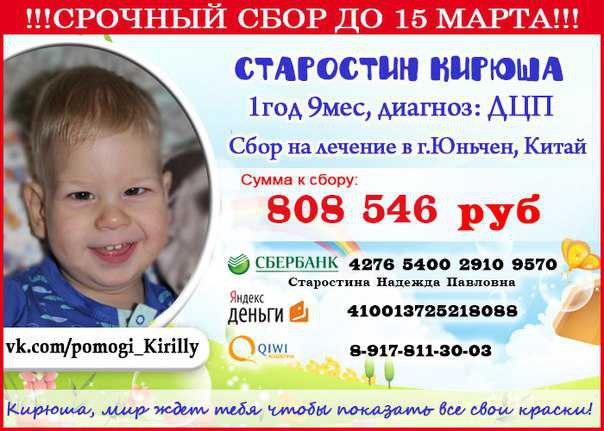 !!!СРОЧНЫЙ СБОР ДО 15 МАРТА!!!
СТАРОСТИН КИРЮША
1год 9мес, диагноз: ДЦП
Сбор на лечение в г.Юньчен, Китай
Сумма к сбору:
808 546 руб
СБЕРБАНК 4276 5400 2910 9570
Старостина Надежда Павловна
Яндекс
деньги 410013725218088
QIWI 8-917-811-30-03
КОШЕЛЕК
vk.com/pomogi_Kirilly
Кирюша, мир ждет тебя чтобы показать все свои краски!